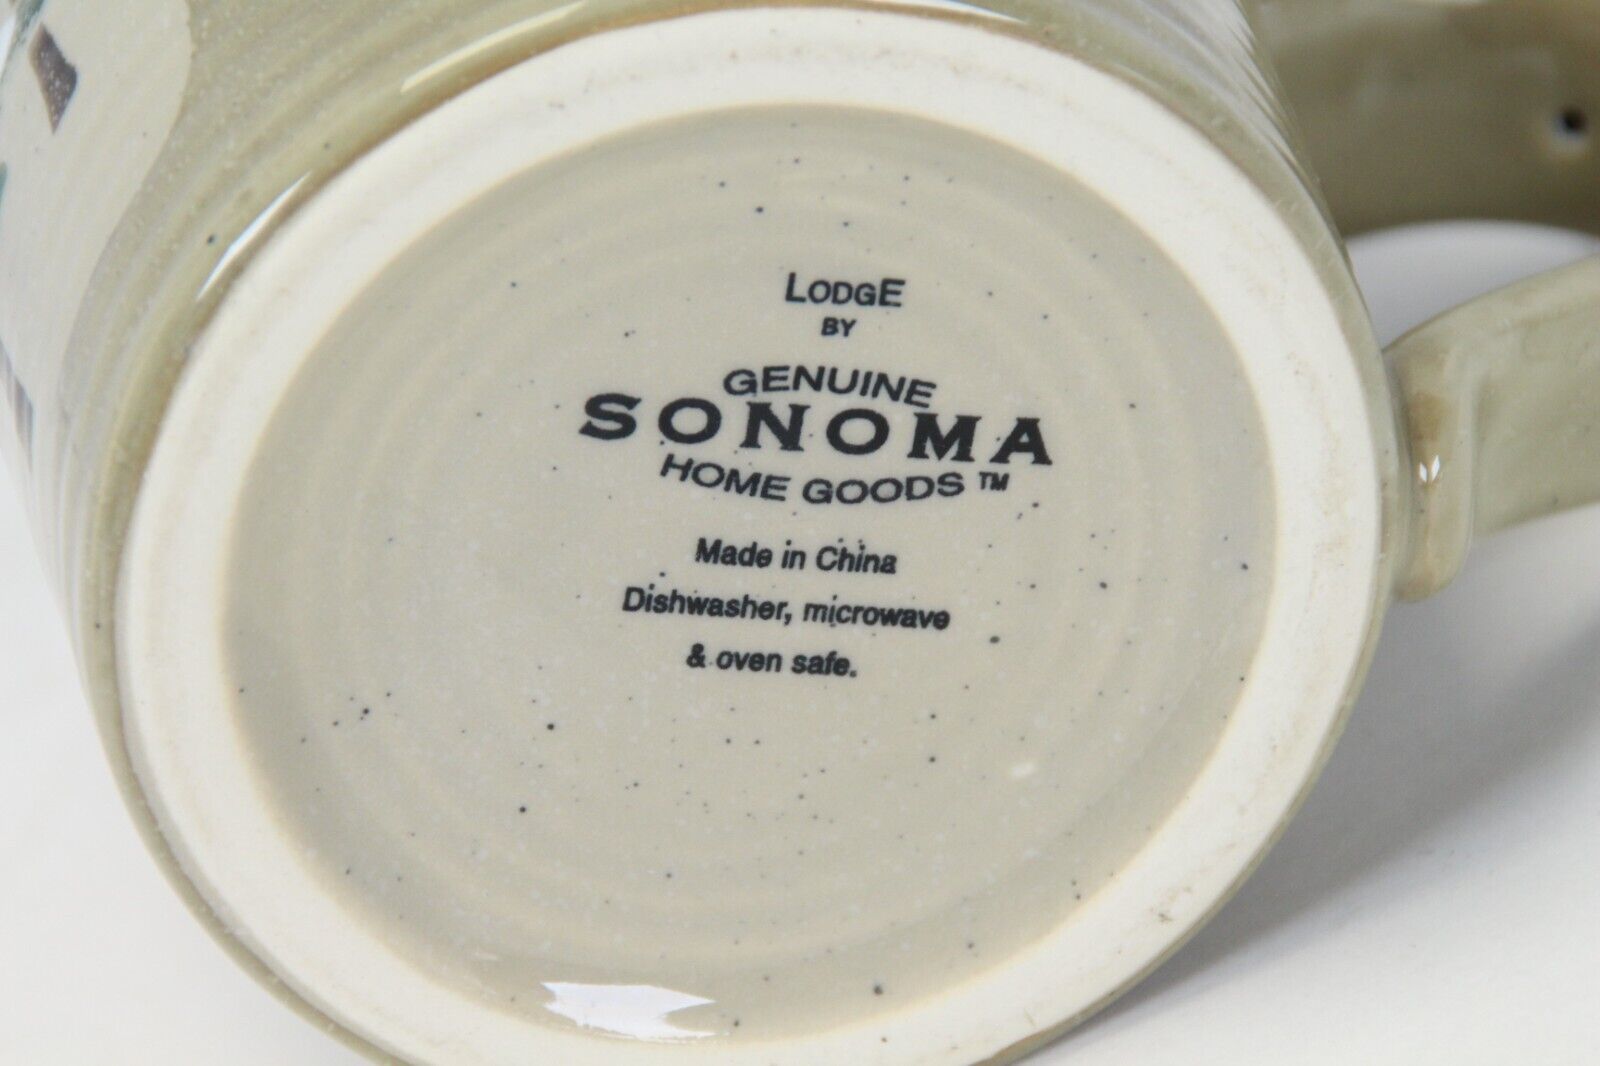 LODGE
BY
GENUINE
SONOMA
HOME GOODS™
Made in China
Dishwasher, microwave
& oven safe.